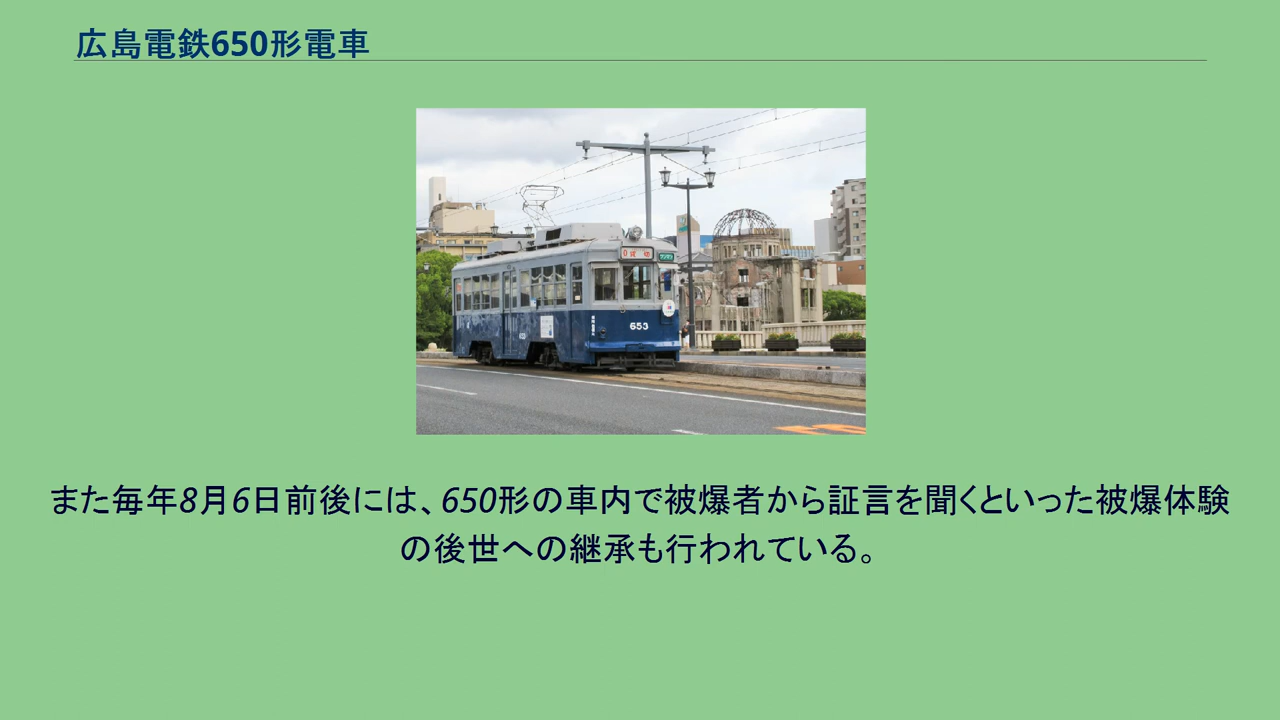 広島電鉄650形電車
653
また毎年8月6日前後には、650形の車内で被爆者から証言を聞くといった被爆体験
の後世への継承も行われている。